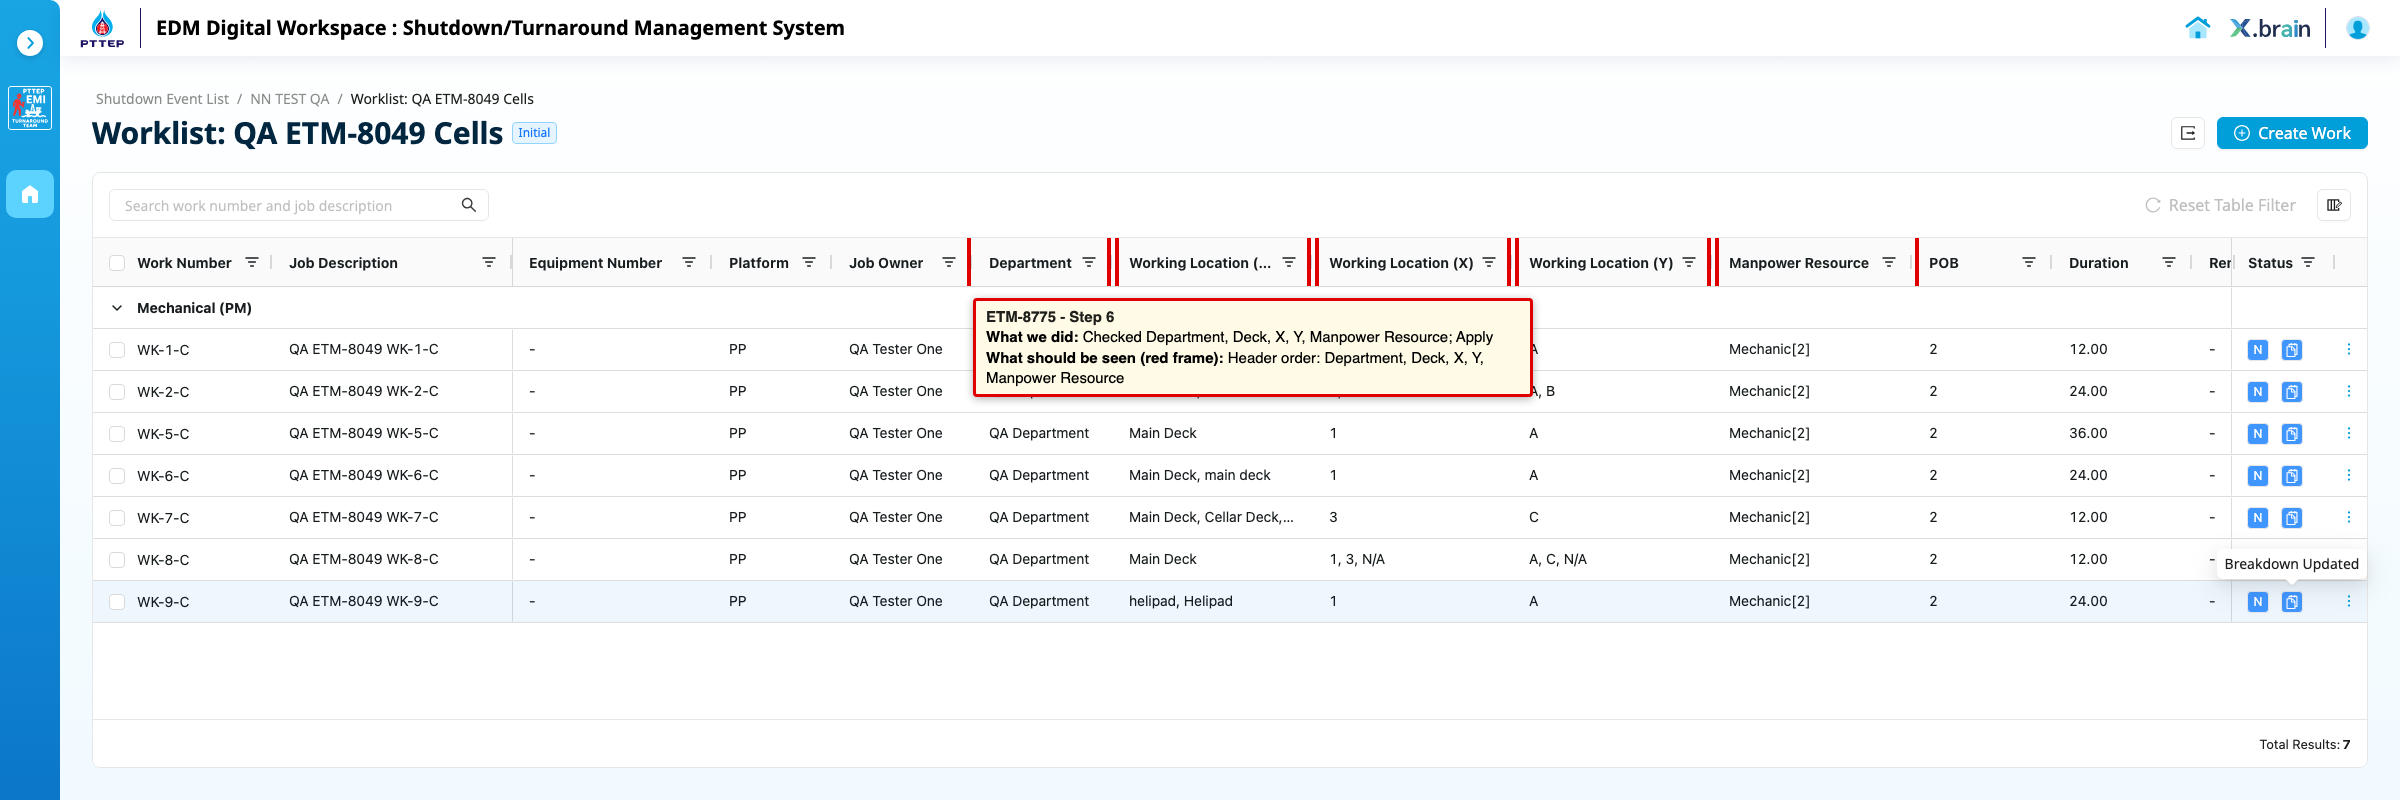 PTTEP
EDM Digital Workspace : Shutdown/Turnaround Management System
X.brain
PTTEP
EMI
TURNAROUND
TEAM
Shutdown Event List / NN TEST QA / Worklist: QA ETM-8049 Cells
Worklist: QA ETM-8049 Cells Initial
Create Work
Search work number and job description
Reset Table Filter
Work Number Job Description Equipment Number Platform Job Owner Department Working Location (... Working Location (X) Working Location (Y) Manpower Resource POB Duration Rer Status
Mechanical (PM)
ETM-8775 - Step 6
What we did: Checked Department, Deck, X, Y, Manpower Resource; Apply
What should be seen (red frame): Header order: Department, Deck, X, Y,
Manpower Resource
WK-1-C QA ETM-8049 WK-1-C - PP QA Tester One A Mechanic[2] 2 12.00 - N
WK-2-C QA ETM-8049 WK-2-C - PP QA Tester One A, B Mechanic[2] 2 24.00 - N
WK-5-C QA ETM-8049 WK-5-C - PP QA Tester One QA Department Main Deck 1 A Mechanic[2] 2 36.00 - N
WK-6-C QA ETM-8049 WK-6-C - PP QA Tester One QA Department Main Deck, main deck 1 A Mechanic[2] 2 24.00 - N
WK-7-C QA ETM-8049 WK-7-C - PP QA Tester One QA Department Main Deck, Cellar Deck,... 3 C Mechanic[2] 2 12.00 - N
WK-8-C QA ETM-8049 WK-8-C - PP QA Tester One QA Department Main Deck 1, 3, N/A A, C, N/A Mechanic[2] 2 12.00 -
Breakdown Updated
WK-9-C QA ETM-8049 WK-9-C - PP QA Tester One QA Department helipad, Helipad 1 A Mechanic[2] 2 24.00 - N
Total Results: 7